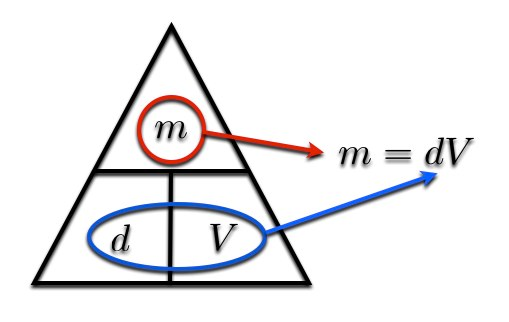 m
m = dV
d V